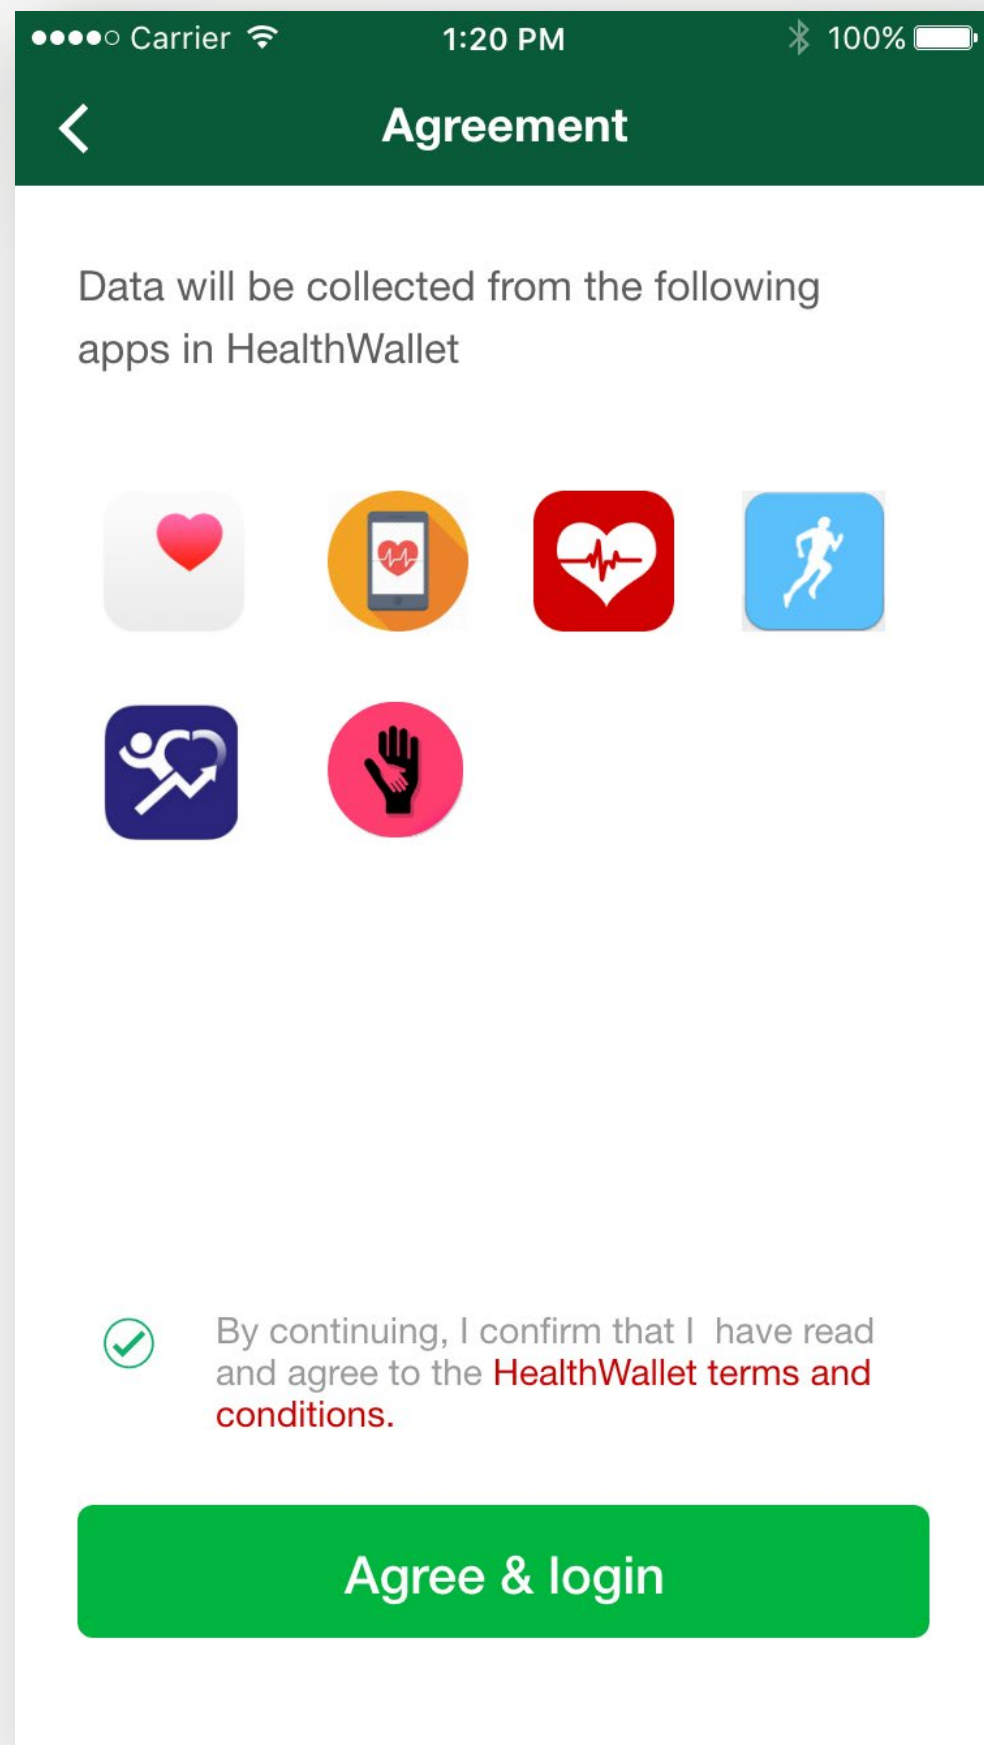 Carrier 1:20 PM 100%
Agreement
Data will be collected from the following
apps in HealthWallet
By continuing, I confirm that I have read
and agree to the HealthWallet terms and
conditions.
Agree & login